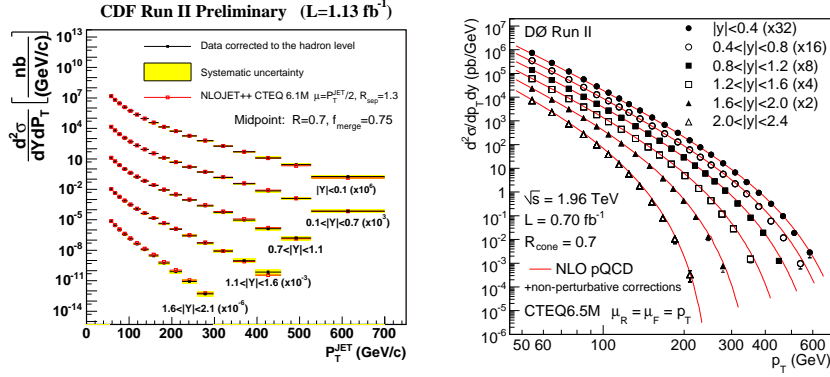 CDF Run II Preliminary (L=1.13 fb⁻¹)
d²σ/dYdP_T [nb/(GeV/c)]
10¹³
10¹⁰
10⁷
10⁴
10
10⁻²
10⁻⁵
10⁻⁸
10⁻¹¹
10⁻¹⁴
Data corrected to the hadron level
Systematic uncertainty
NLOJET++ CTEQ 6.1M μ=P_T^JET/2, R_sep=1.3
Midpoint: R=0.7, f_merge=0.75
|Y|<0.1 (x10⁶)
0.1<|Y|<0.7 (x10³)
0.7<|Y|<1.1
1.1<|Y|<1.6 (x10⁻³)
1.6<|Y|<2.1 (x10⁻⁶)
0 100 200 300 400 500 600 700
P_T^JET (GeV/c)
d²σ/dp_T dy (pb/GeV)
10⁷
10⁶
10⁵
10⁴
10³
10²
10
1
10⁻¹
10⁻²
10⁻³
10⁻⁴
10⁻⁵
10⁻⁶
DØ Run II
|y|<0.4 (x32)
0.4<|y|<0.8 (x16)
0.8<|y|<1.2 (x8)
1.2<|y|<1.6 (x4)
1.6<|y|<2.0 (x2)
2.0<|y|<2.4
√s = 1.96 TeV
L = 0.70 fb⁻¹
R_cone = 0.7
NLO pQCD
+non-perturbative corrections
CTEQ6.5M μ_R = μ_F = p_T
50 60 100 200 300 400 600
p_T (GeV)